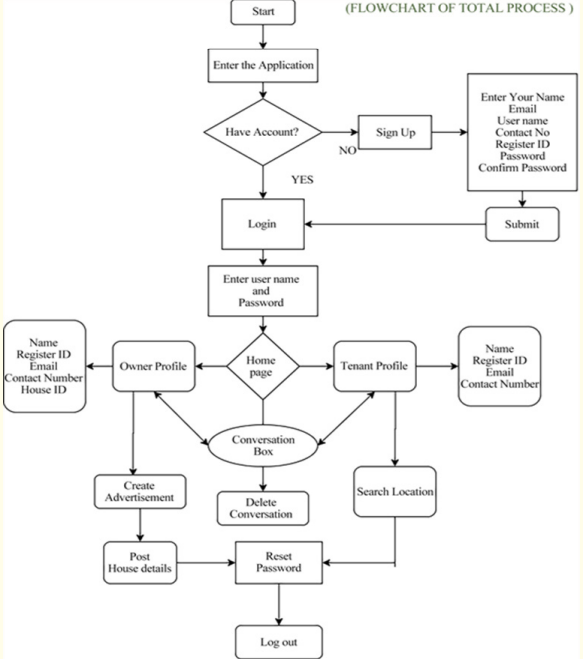 (FLOWCHART OF TOTAL PROCESS )
Start
Enter the Application
Have Account?
NO
Sign Up
Enter Your Name
Email
User name
Contact No
Register ID
Password
Confirm Password
YES
Login
Submit
Enter user name
and
Password
Name
Register ID
Email
Contact Number
House ID
Owner Profile
Home
page
Tenant Profile
Name
Register ID
Email
Contact Number
Conversation
Box
Create
Advertisement
Delete
Conversation
Search Location
Post
House details
Reset
Password
Log out